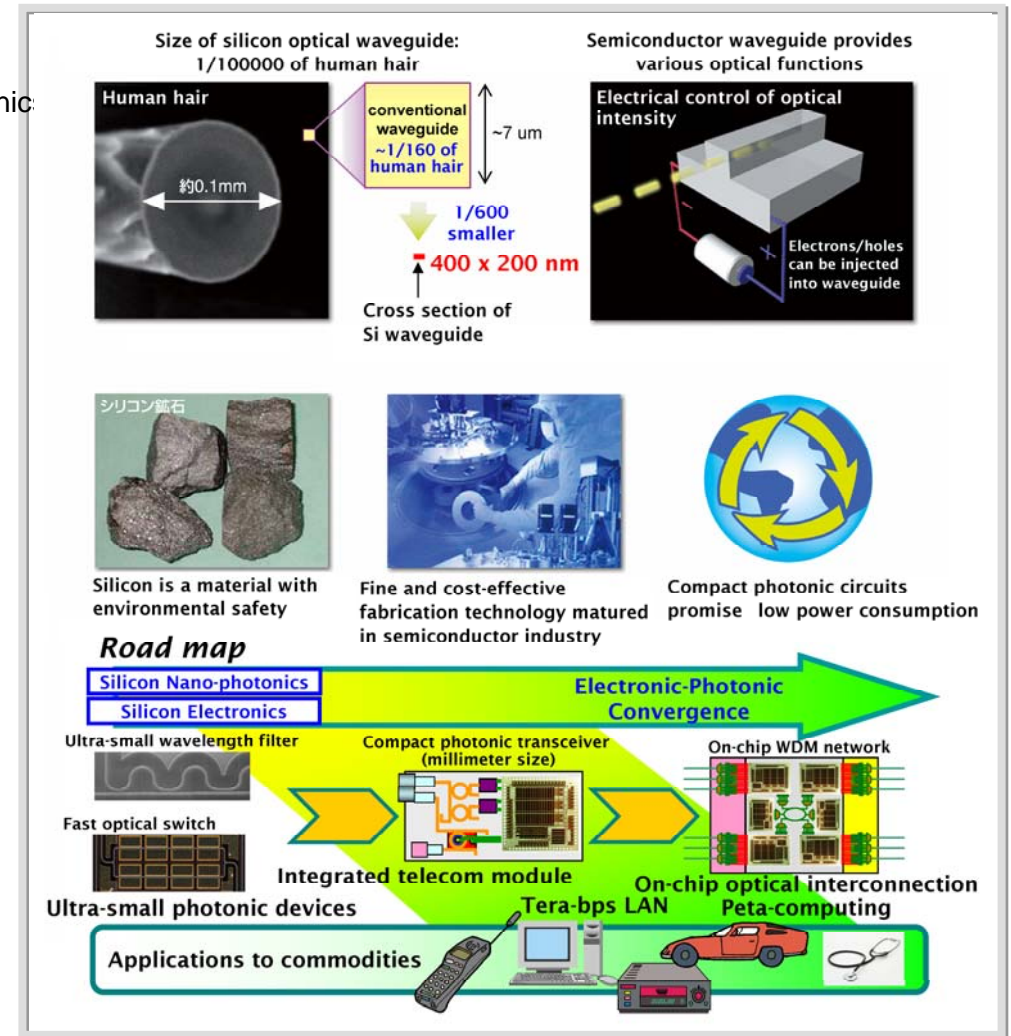 Size of silicon optical waveguide:
1/100000 of human hair
Semiconductor waveguide provides
various optical functions
Human hair
約0.1mm
conventional
waveguide
~1/160 of
human hair
~7 um
1/600
smaller
400 x 200 nm
Cross section of
Si waveguide
Electrical control of optical
intensity
-
+
Electrons/holes
can be injected
into waveguide
シリコン鉱石
Silicon is a material with
environmental safety
Fine and cost-effective
fabrication technology matured
in semiconductor industry
Compact photonic circuits
promise low power consumption
Road map
Silicon Nano-photonics
Silicon Electronics
Electronic-Photonic
Convergence
Ultra-small wavelength filter
Fast optical switch
Ultra-small photonic devices
Compact photonic transceiver
(millimeter size)
Integrated telecom module
Tera-bps LAN
On-chip WDM network
On-chip optical interconnection
Peta-computing
Applications to commodities